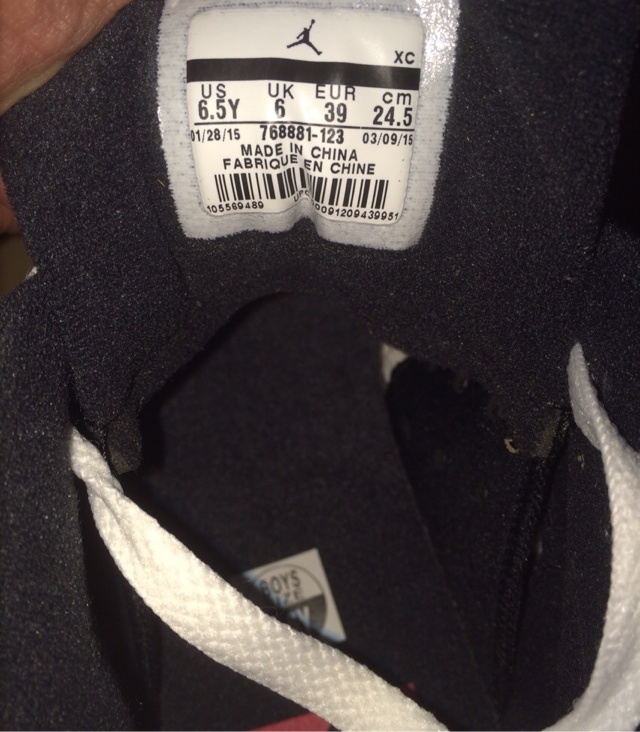 XC
US UK EUR cm
6.5Y 6 39 24.5
01/28/15 768881-123 03/09/15
MADE IN CHINA
FABRIQUE EN CHINE
105569489
BOYS